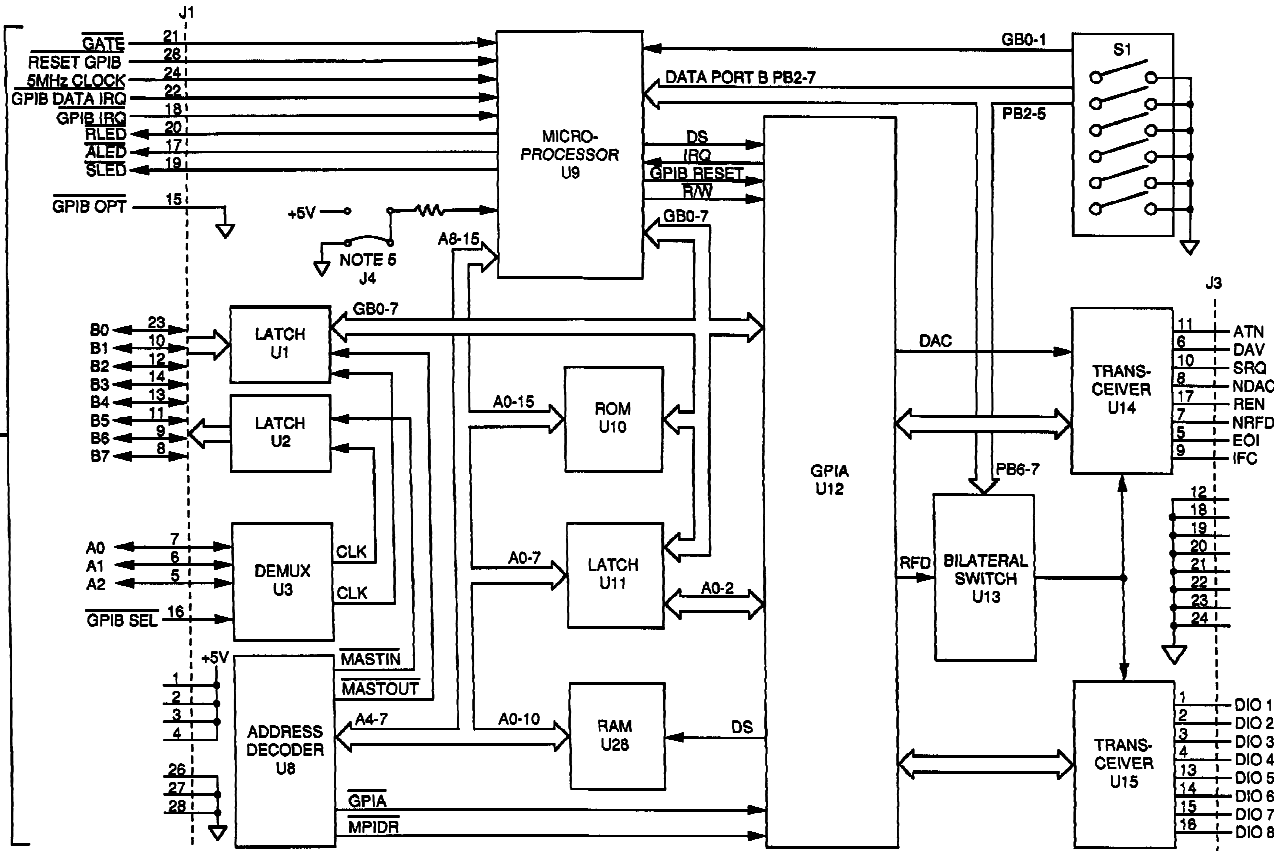 J1
GATE 21
RESET GPIB 28
5MHz CLOCK 24
GPIB DATA IRQ 22
GPIB IRQ 18
RLED 20
ALED 17
SLED 19
GPIB OPT 15
+5V
NOTE 5
J4
MICRO-
PROCESSOR
U9
GB0-1
DATA PORT B PB2-7
PB2-5
S1
DS
IRQ
GPIB RESET
R/W
GB0-7
A8-15
B0 23
B1 10
B2 12
B3 14
B4 13
B5 11
B6 9
B7 8
LATCH
U1
GB0-7
LATCH
U2
A0 7
A1 6
A2 5
GPIB SEL 16
DEMUX
U3
CLK
CLK
+5V
1
2
3
4
26
27
28
ADDRESS
DECODER
U8
MASTIN
MASTOUT
A4-7
GPIA
MPIDR
A0-15
ROM
U10
A0-7
LATCH
U11
A0-2
A0-10
RAM
U28
DS
GPIA
U12
DAC
RFD
PB6-7
BILATERAL
SWITCH
U13
TRANS-
CEIVER
U14
J3
11 ATN
6 DAV
10 SRQ
8 NDAC
17 REN
7 NRFD
5 EOI
9 IFC
12
18
19
20
21
22
23
24
TRANS-
CEIVER
U15
1 DIO 1
2 DIO 2
3 DIO 3
4 DIO 4
13 DIO 5
14 DIO 6
15 DIO 7
16 DIO 8